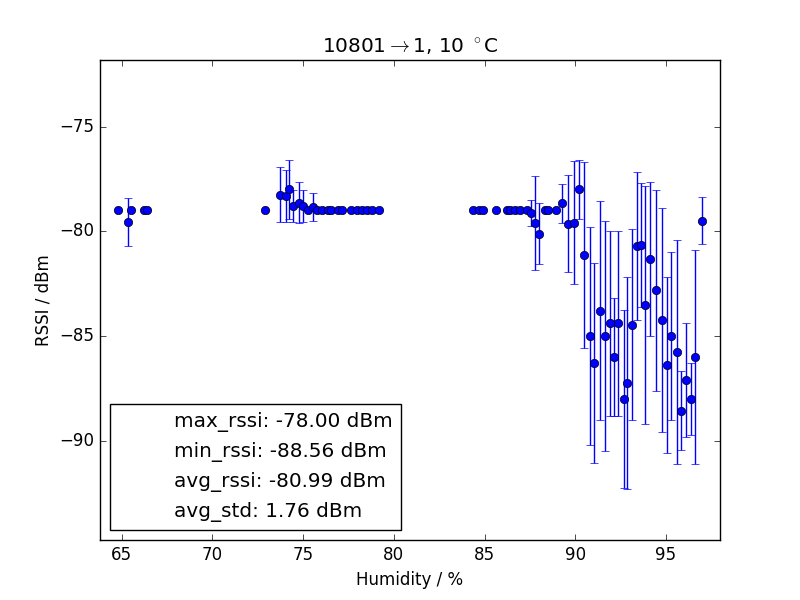 10801→1, 10 °C
−75
−80
−85
−90
RSSI / dBm
max_rssi: -78.00 dBm
min_rssi: -88.56 dBm
avg_rssi: -80.99 dBm
avg_std: 1.76 dBm
65 70 75 80 85 90 95
Humidity / %